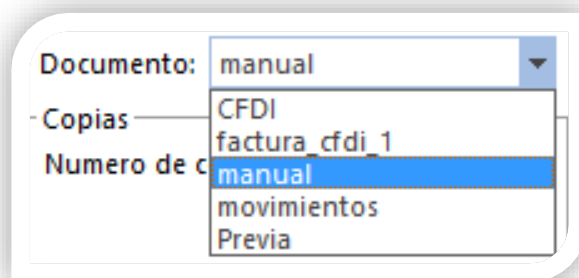 Documento: manual
CFDI
Copias
factura_cfdi_1
Numero de c
manual
movimientos
Previa